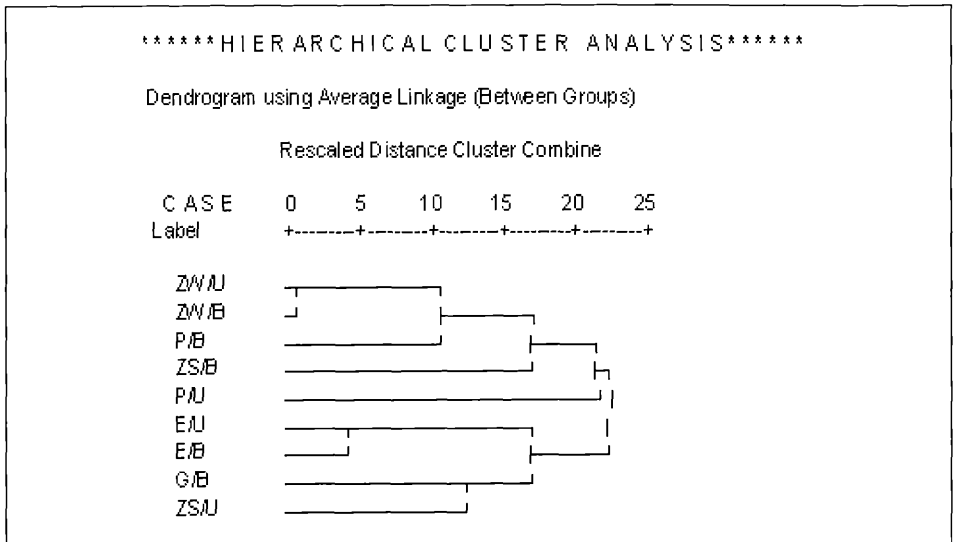 ******HIERARCHICAL CLUSTER ANALYSIS******
Dendrogram using Average Linkage (Between Groups)
Rescaled Distance Cluster Combine
CASE 0 5 10 15 20 25
Label +---------+---------+---------+---------+---------+
ZW/U
ZW/B
P/B
ZS/B
P/U
E/U
E/B
G/B
ZS/U